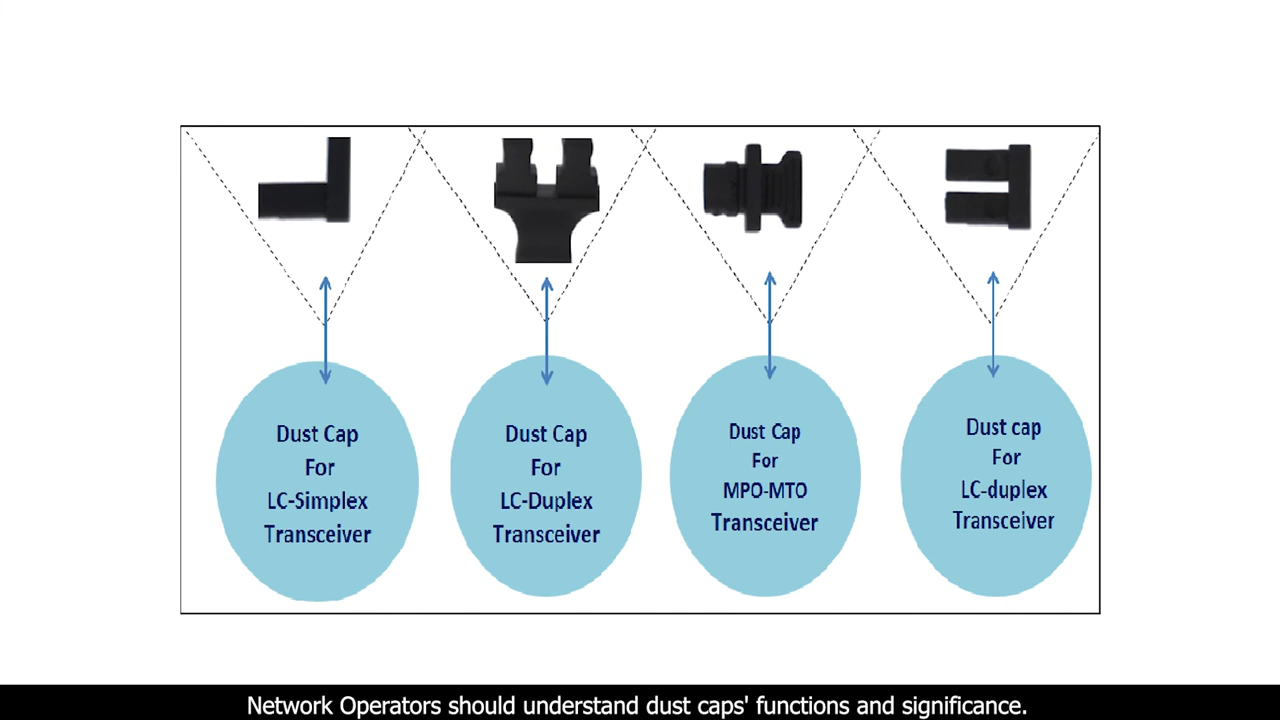 Dust Cap
For
LC-Simplex
Transceiver
Dust Cap
For
LC-Duplex
Transceiver
Dust Cap
For
MPO-MTO
Transceiver
Dust cap
For
LC-duplex
Transceiver
Network Operators should understand dust caps' functions and significance.